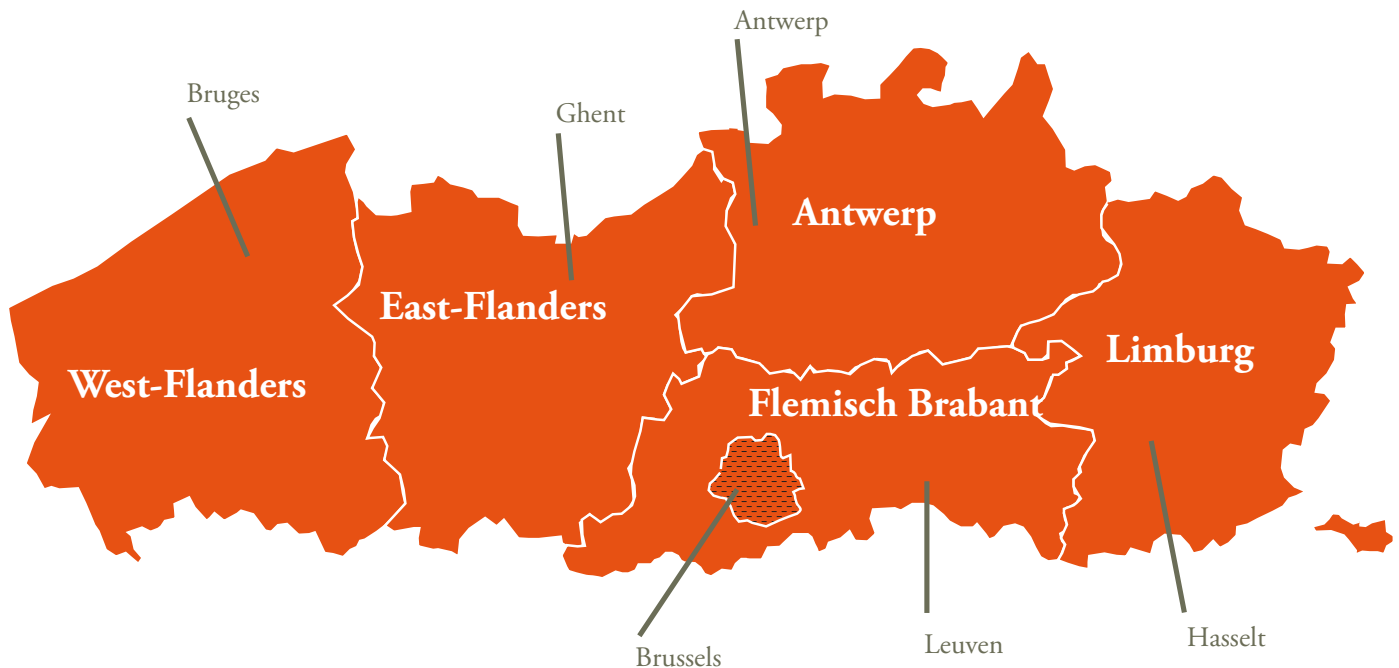 Antwerp
Bruges
Ghent
Antwerp
East-Flanders
Limburg
West-Flanders
Flemisch Brabant
Brussels
Leuven
Hasselt